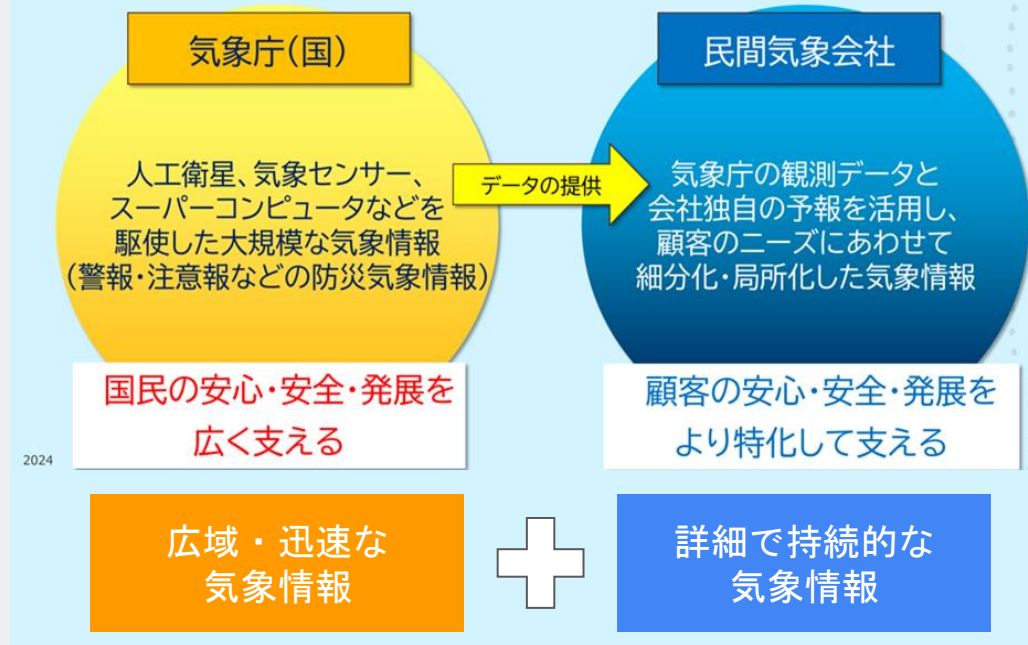 気象庁(国)
人工衛星、気象センサー、
スーパーコンピュータなどを
駆使した大規模な気象情報
(警報・注意報などの防災気象情報)
国民の安心・安全・発展を
広く支える
データの提供
民間気象会社
気象庁の観測データと
会社独自の予報を活用し、
顧客のニーズにあわせて
細分化・局所化した気象情報
顧客の安心・安全・発展を
より特化して支える
2024
広域・迅速な
気象情報
詳細で持続的な
気象情報